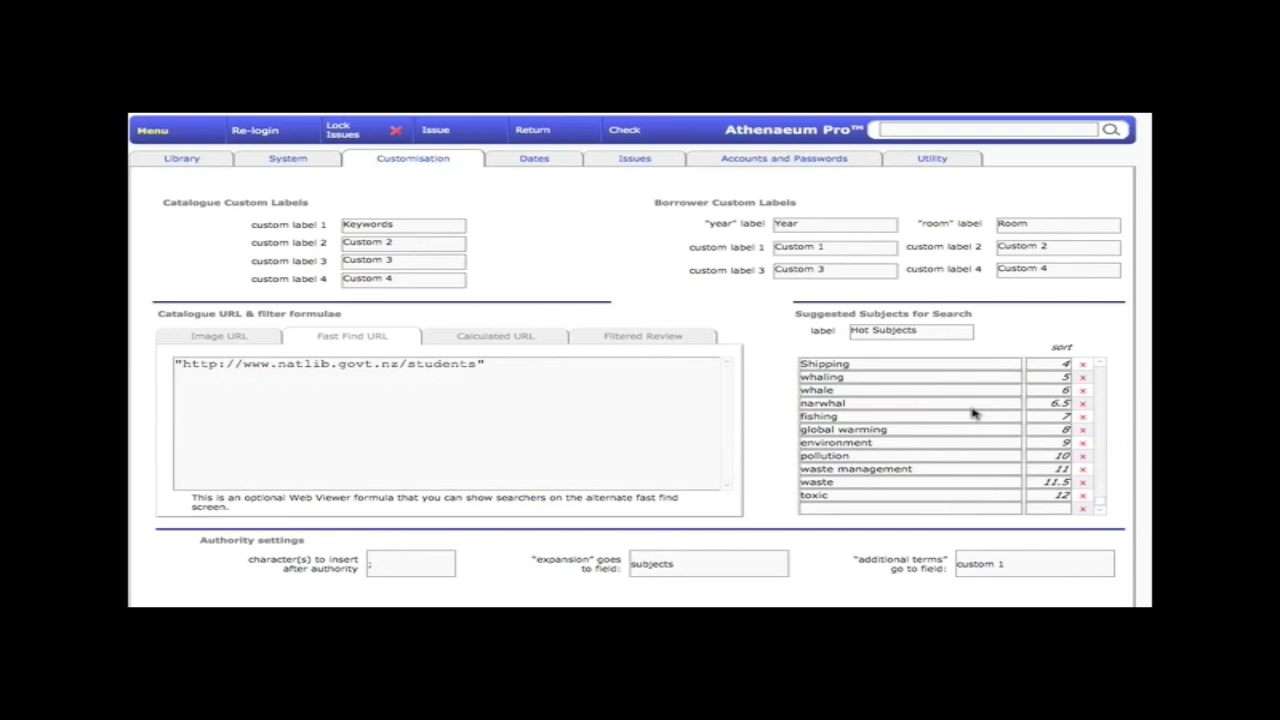 Menu Re-login Lock Issues Issue Return Check Athenaeum Pro™
Library System Customisation Dates Issues Accounts and Passwords Utility
Catalogue Custom Labels
custom label 1 Keywords
custom label 2 Custom 2
custom label 3 Custom 3
custom label 4 Custom 4
Borrower Custom Labels
"year" label Year "room" label Room
custom label 1 Custom 1 custom label 2 Custom 2
custom label 3 Custom 3 custom label 4 Custom 4
Catalogue URL & filter formulae
Image URL Fast Find URL Calculated URL Filtered Review
"http://www.natlib.govt.nz/students"
This is an optional Web Viewer formula that you can show searchers on the alternate fast find
screen.
Suggested Subjects for Search
label Hot Subjects
sort
Shipping 4
whaling 5
whale 6
narwhal 6.5
fishing 7
global warming 8
environment 9
pollution 10
waste management 11
waste 11.5
toxic 12
Authority settings
character(s) to insert
after authority ;
"expansion" goes
to field: subjects
"additional terms"
go to field: custom 1